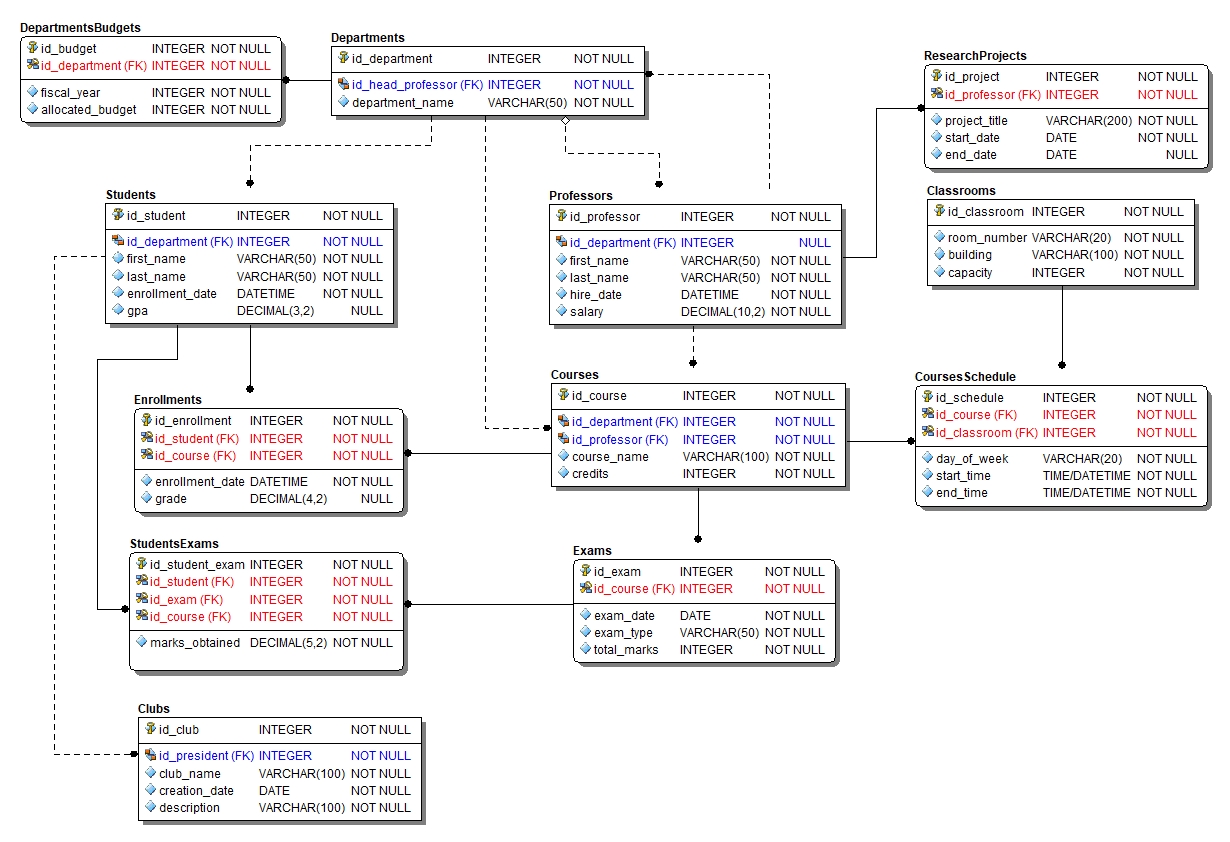 DepartmentsBudgets
id_budget INTEGER NOT NULL
id_department (FK) INTEGER NOT NULL
fiscal_year INTEGER NOT NULL
allocated_budget INTEGER NOT NULL
Departments
id_department INTEGER NOT NULL
id_head_professor (FK) INTEGER NOT NULL
department_name VARCHAR(50) NOT NULL
ResearchProjects
id_project INTEGER NOT NULL
id_professor (FK) INTEGER NOT NULL
project_title VARCHAR(200) NOT NULL
start_date DATE NOT NULL
end_date DATE NULL
Students
id_student INTEGER NOT NULL
id_department (FK) INTEGER NOT NULL
first_name VARCHAR(50) NOT NULL
last_name VARCHAR(50) NOT NULL
enrollment_date DATETIME NOT NULL
gpa DECIMAL(3,2) NULL
Professors
id_professor INTEGER NOT NULL
id_department (FK) INTEGER NULL
first_name VARCHAR(50) NOT NULL
last_name VARCHAR(50) NOT NULL
hire_date DATETIME NOT NULL
salary DECIMAL(10,2) NOT NULL
Classrooms
id_classroom INTEGER NOT NULL
room_number VARCHAR(20) NOT NULL
building VARCHAR(100) NOT NULL
capacity INTEGER NOT NULL
Enrollments
id_enrollment INTEGER NOT NULL
id_student (FK) INTEGER NOT NULL
id_course (FK) INTEGER NOT NULL
enrollment_date DATETIME NOT NULL
grade DECIMAL(4,2) NULL
Courses
id_course INTEGER NOT NULL
id_department (FK) INTEGER NOT NULL
id_professor (FK) INTEGER NOT NULL
course_name VARCHAR(100) NOT NULL
credits INTEGER NOT NULL
CoursesSchedule
id_schedule INTEGER NOT NULL
id_course (FK) INTEGER NOT NULL
id_classroom (FK) INTEGER NOT NULL
day_of_week VARCHAR(20) NOT NULL
start_time TIME/DATETIME NOT NULL
end_time TIME/DATETIME NOT NULL
StudentsExams
id_student_exam INTEGER NOT NULL
id_student (FK) INTEGER NOT NULL
id_exam (FK) INTEGER NOT NULL
id_course (FK) INTEGER NOT NULL
marks_obtained DECIMAL(5,2) NOT NULL
Exams
id_exam INTEGER NOT NULL
id_course (FK) INTEGER NOT NULL
exam_date DATE NOT NULL
exam_type VARCHAR(50) NOT NULL
total_marks INTEGER NOT NULL
Clubs
id_club INTEGER NOT NULL
id_president (FK) INTEGER NOT NULL
club_name VARCHAR(100) NOT NULL
creation_date DATE NOT NULL
description VARCHAR(100) NOT NULL